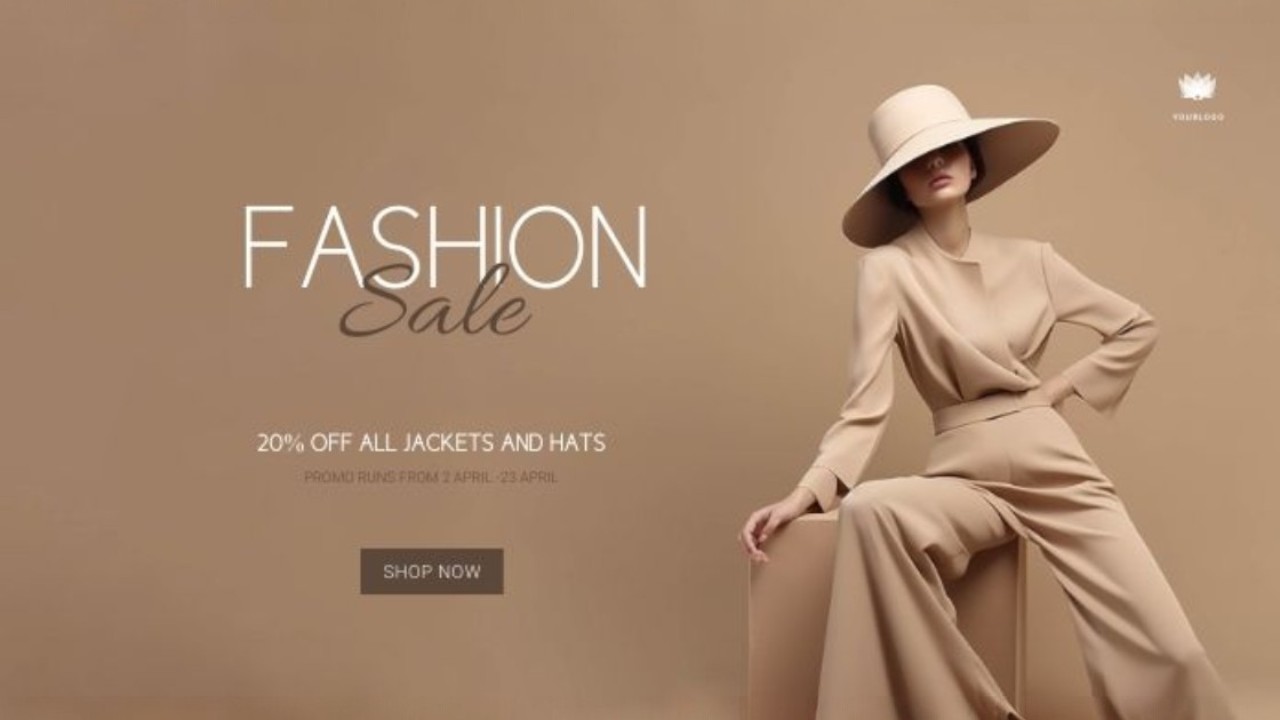 YOURLOGO
FASHION
Sale
20% OFF ALL JACKETS AND HATS
PROMO RUNS FROM 2 APRIL -23 APRIL
SHOP NOW